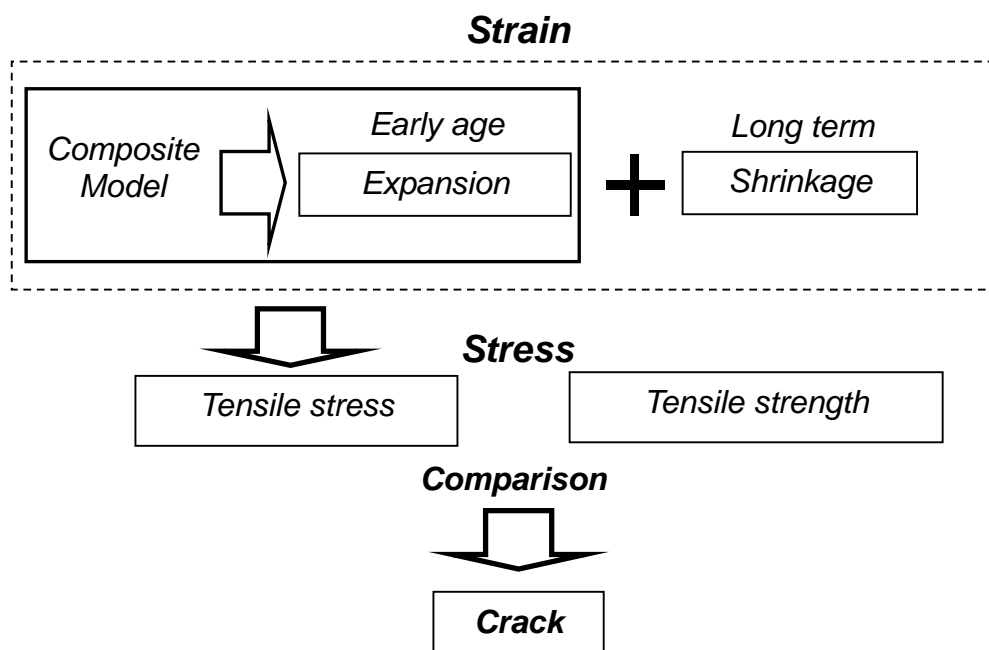 Strain
Composite
Model
Early age
Expansion
Long term
Shrinkage
Stress
Tensile stress
Tensile strength
Comparison
Crack